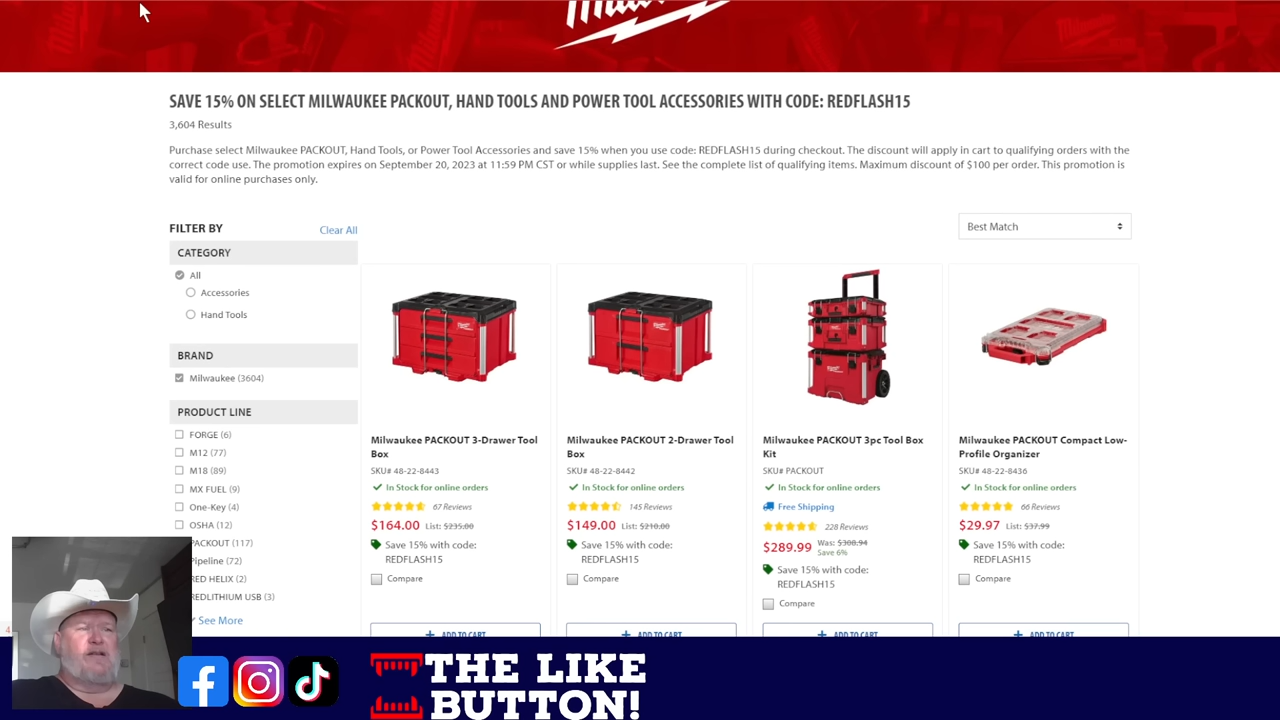 SAVE 15% ON SELECT MILWAUKEE PACKOUT, HAND TOOLS AND POWER TOOL ACCESSORIES WITH CODE: REDFLASH15
3,604 Results
Purchase select Milwaukee PACKOUT, Hand Tools, or Power Tool Accessories and save 15% when you use code: REDFLASH15 during checkout. The discount will apply in cart to qualifying orders with the
correct code use. The promotion expires on September 20, 2023 at 11:59 PM CST or while supplies last. See the complete list of qualifying items. Maximum discount of $100 per order. This promotion is
valid for online purchases only.
FILTER BY
Clear All
Best Match
CATEGORY
All
Accessories
Hand Tools
BRAND
Milwaukee (3604)
PRODUCT LINE
FORGE (6)
M12 (77)
M18 (89)
MX FUEL (9)
One-Key (4)
OSHA (12)
PACKOUT (117)
Pipeline (72)
RED HELIX (2)
REDLITHIUM USB (3)
See More
Milwaukee PACKOUT 3-Drawer Tool
Box
SKU# 48-22-8443
In Stock for online orders
67 Reviews
$164.00 List: $235.00
Save 15% with code:
REDFLASH15
Compare
+ ADD TO CART
Milwaukee PACKOUT 2-Drawer Tool
Box
SKU# 48-22-8442
In Stock for online orders
145 Reviews
$149.00 List: $210.00
Save 15% with code:
REDFLASH15
Compare
+ ADD TO CART
Milwaukee PACKOUT 3pc Tool Box
Kit
SKU# PACKOUT
In Stock for online orders
Free Shipping
228 Reviews
$289.99 Was: $308.94
Save 6%
Save 15% with code:
REDFLASH15
Compare
+ ADD TO CART
Milwaukee PACKOUT Compact Low-
Profile Organizer
SKU# 48-22-8436
In Stock for online orders
66 Reviews
$29.97 List: $37.99
Save 15% with code:
REDFLASH15
Compare
+ ADD TO CART
THE LIKE
BUTTON!